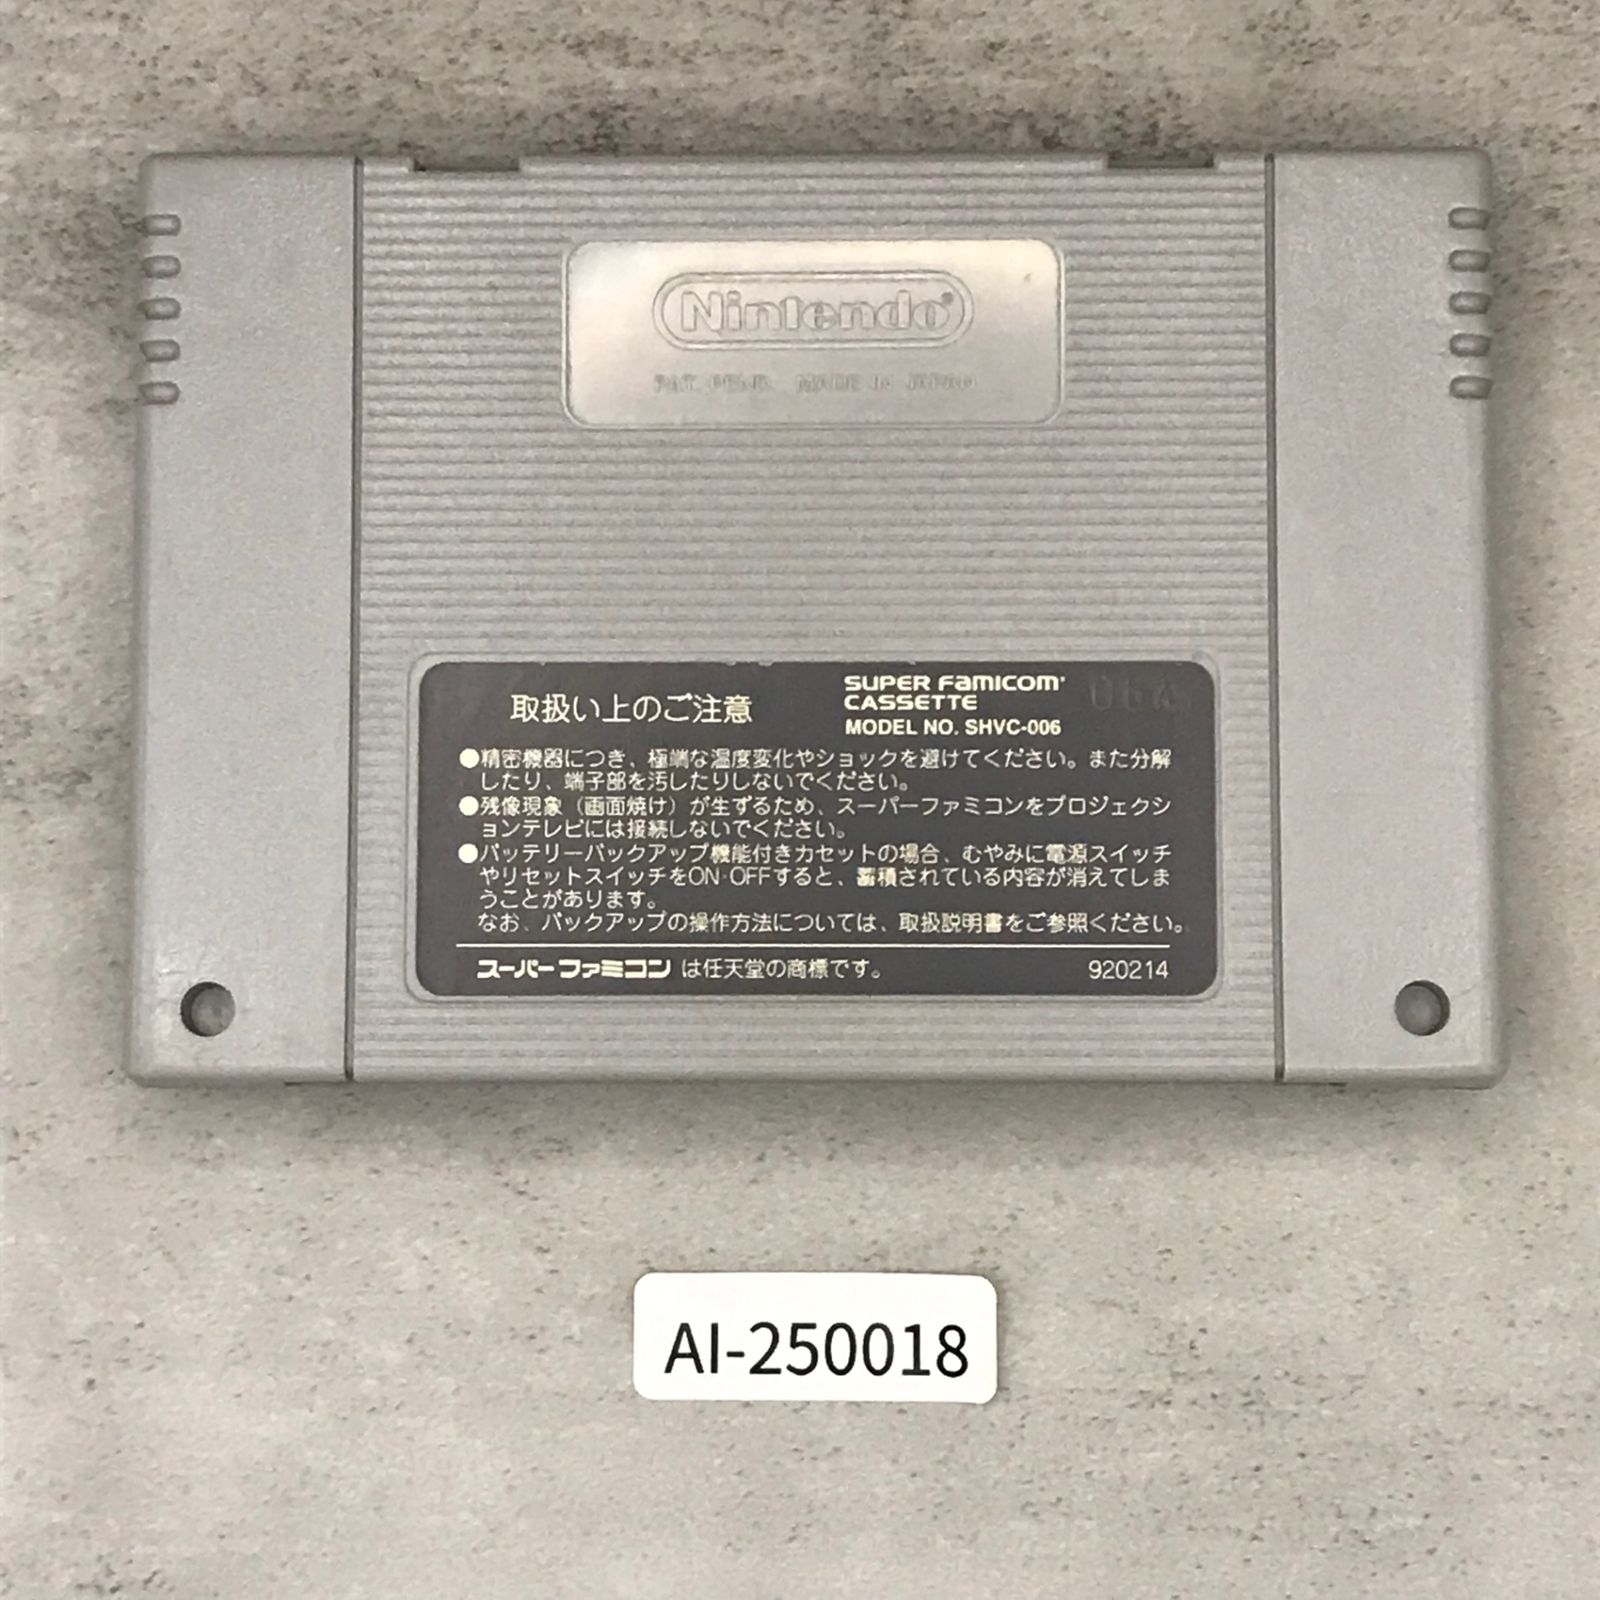 Nintendo®
PAT. PEND. MADE IN JAPAN
取扱い上のご注意
SUPER FAMICOM
CASSETTE
MODEL NO. SHVC-006
●精密機器につき、極端な温度変化やショックを避けてください。また分解
したり、端子部を汚したりしないでください。
●残像現象（画面焼け）が生ずるため、スーパーファミコンをプロジェクシ
ョンテレビには接続しないでください。
●バッテリーバックアップ機能付きカセットの場合、むやみに電源スイッチ
やリセットスイッチをON・OFFすると、蓄積されている内容が消えてしま
うことがあります。
なお、バックアップの操作方法については、取扱説明書をご参照ください。
スーパーファミコンは任天堂の商標です。
920214
AI-250018